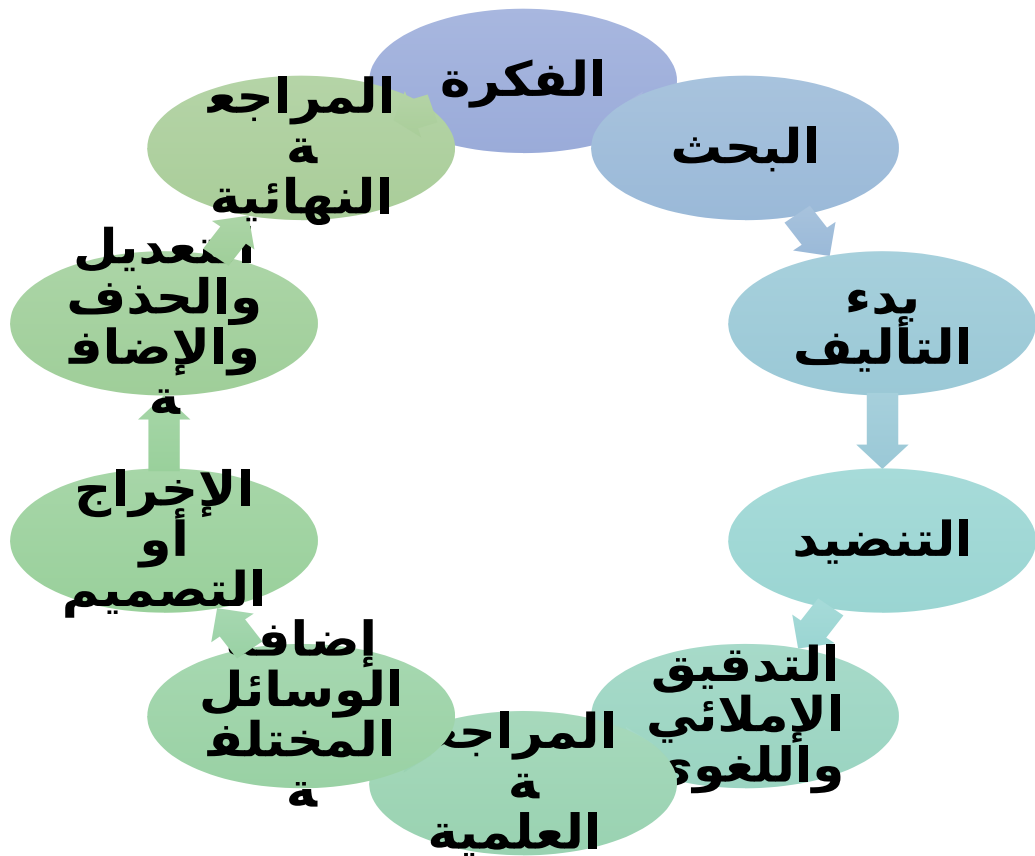 الفكرة
البحث
بدء
التأليف
التنضيد
التدقيق
الإملائي
واللغوي
المراجع
ة
العلمية
إضافة
الوسائل
المختلف
ة
الإخراج
أو
التصميم
التعديل
والحذف
والإضاف
ة
المراجع
ة
النهائية